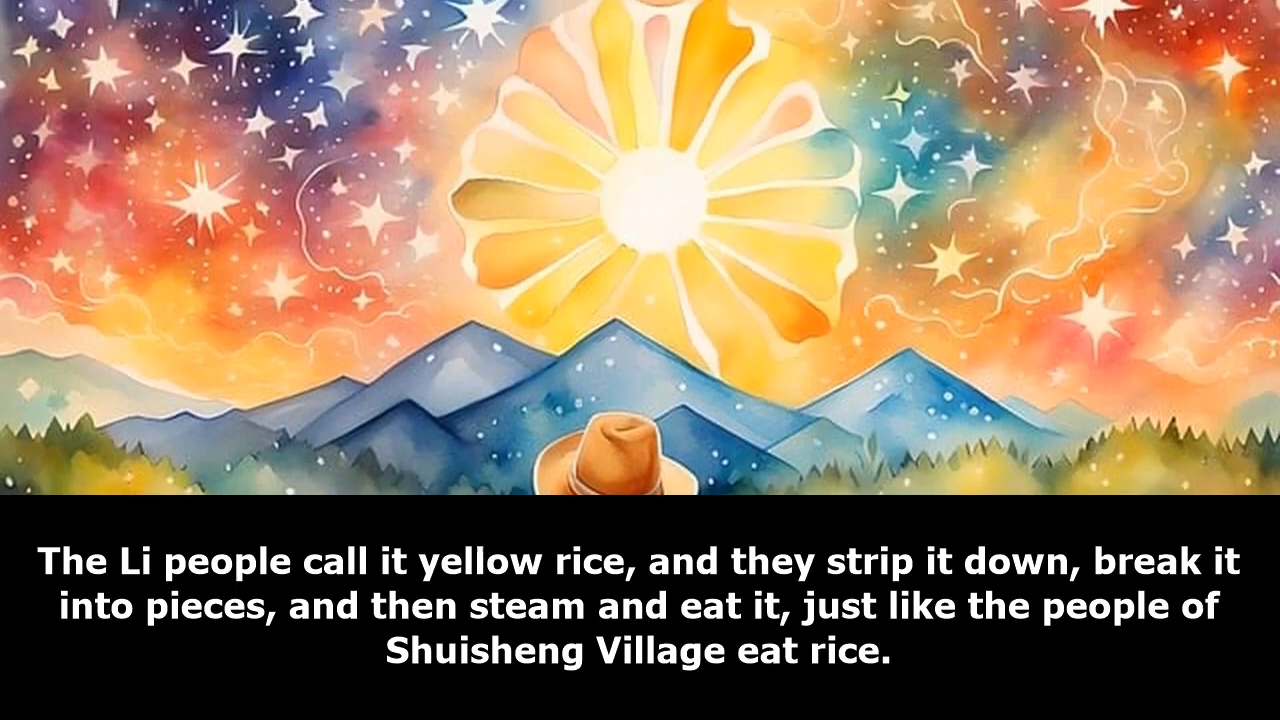 The Li people call it yellow rice, and they strip it down, break it
into pieces, and then steam and eat it, just like the people of
Shuisheng Village eat rice.